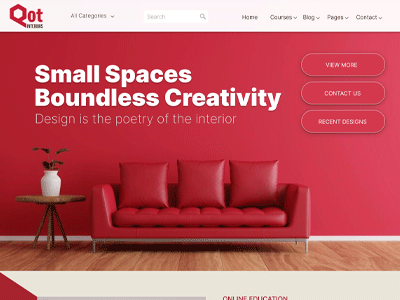 Qot
INTERIORS
All Categories
Search
Home
Courses
Blog
Pages
Contact
Small Spaces
Boundless Creativity
Design is the poetry of the interior
VIEW MORE
CONTACT US
RECENT DESIGNS
ONLINE EDUCATION